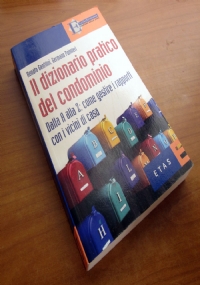 Il dizionario pratico
del condominio
Dalla A alla Z: come gestire i rapporti
con i vicini di casa
A
L
H
I
ETAS